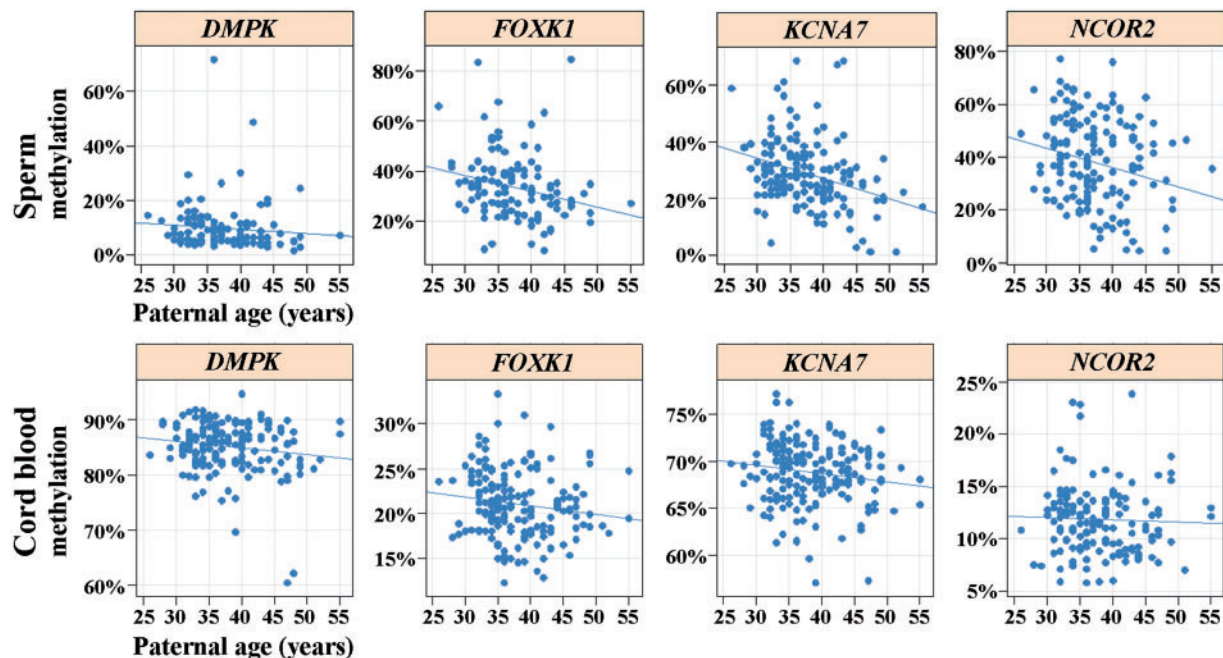 DMPK
FOXK1
KCNA7
NCOR2
Sperm
methylation
60%
40%
20%
0%
80%
60%
40%
20%
60%
40%
20%
0%
80%
60%
40%
20%
0%
25 30 35 40 45 50 55
25 30 35 40 45 50 55
25 30 35 40 45 50 55
25 30 35 40 45 50 55
Paternal age (years)
DMPK
FOXK1
KCNA7
NCOR2
Cord blood
methylation
90%
80%
70%
60%
30%
25%
20%
15%
75%
70%
65%
60%
25%
20%
15%
10%
5%
25 30 35 40 45 50 55
25 30 35 40 45 50 55
25 30 35 40 45 50 55
25 30 35 40 45 50 55
Paternal age (years)